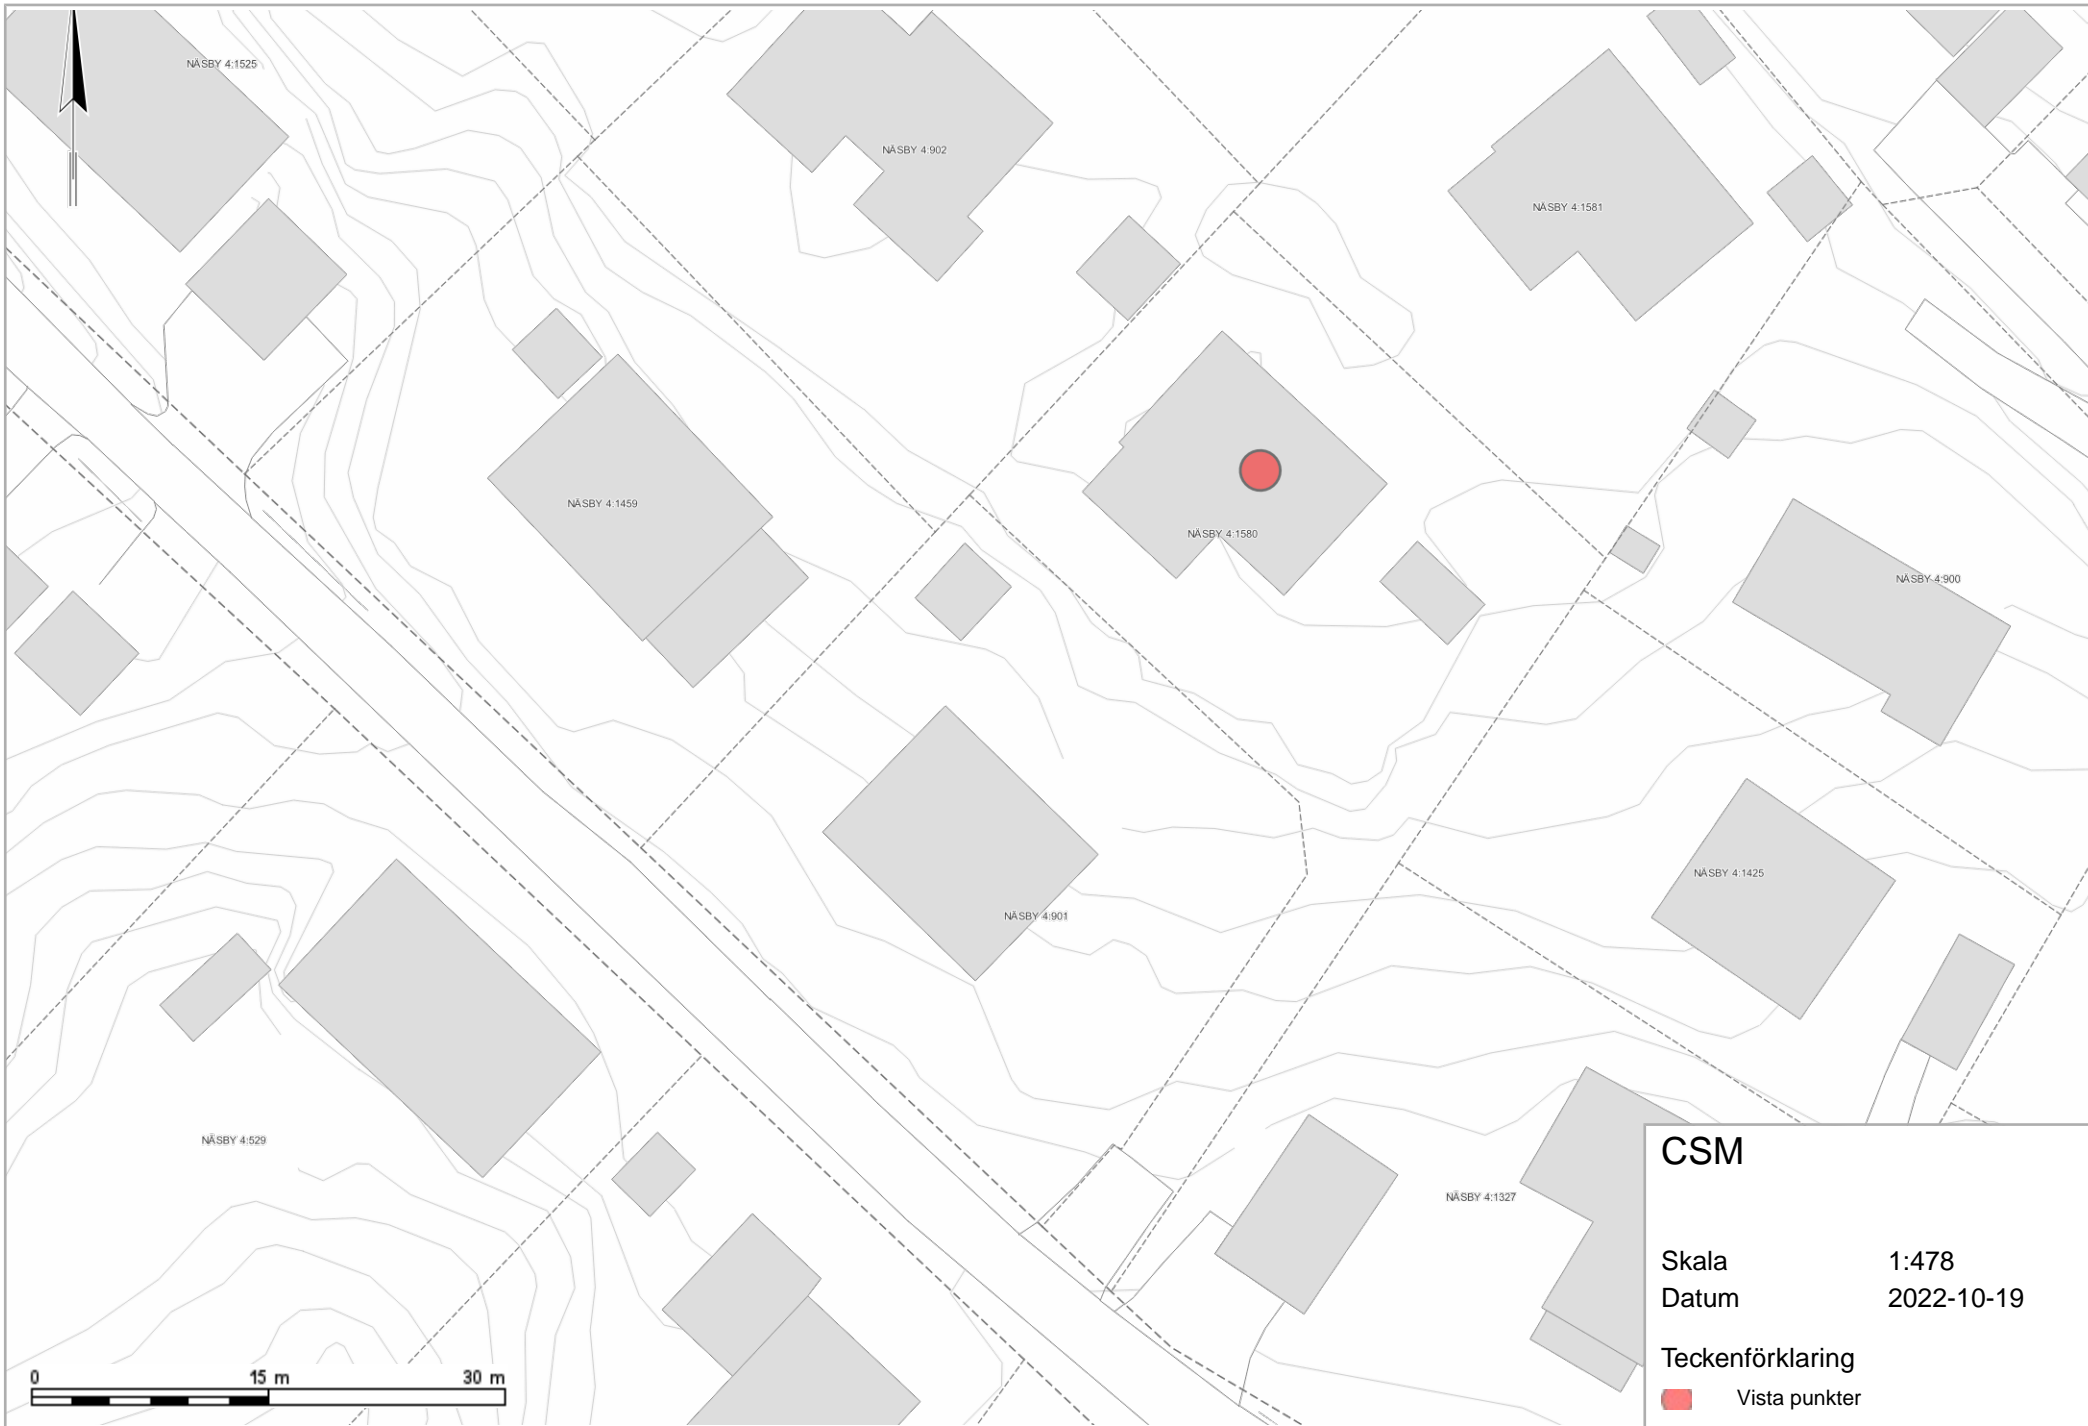 NÄSBY 4:1525
NÄSBY 4:902
NÄSBY 4:1581
NÄSBY 4:1459
NÄSBY 4:1580
NÄSBY 4:900
NÄSBY 4:1425
NÄSBY 4:901
NÄSBY 4:529
NÄSBY 4:1327
CSM
Skala 1:478
Datum 2022-10-19
Teckenförklaring
Vista punkter
0 15 m 30 m